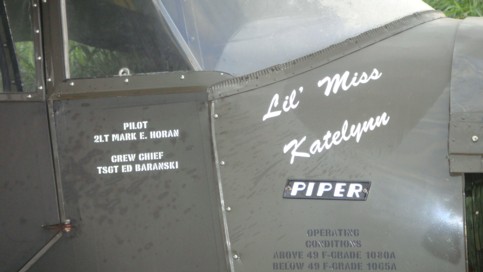 PILOT
2LT MARK E. HORAN
CREW CHIEF
TSGT ED BARANSKI
Lil' Miss
Katelynn
PIPER
OPERATING
CONDITIONS
ABOVE 49 F-GRADE 1080A
BELOW 49 F-GRADE 1065A